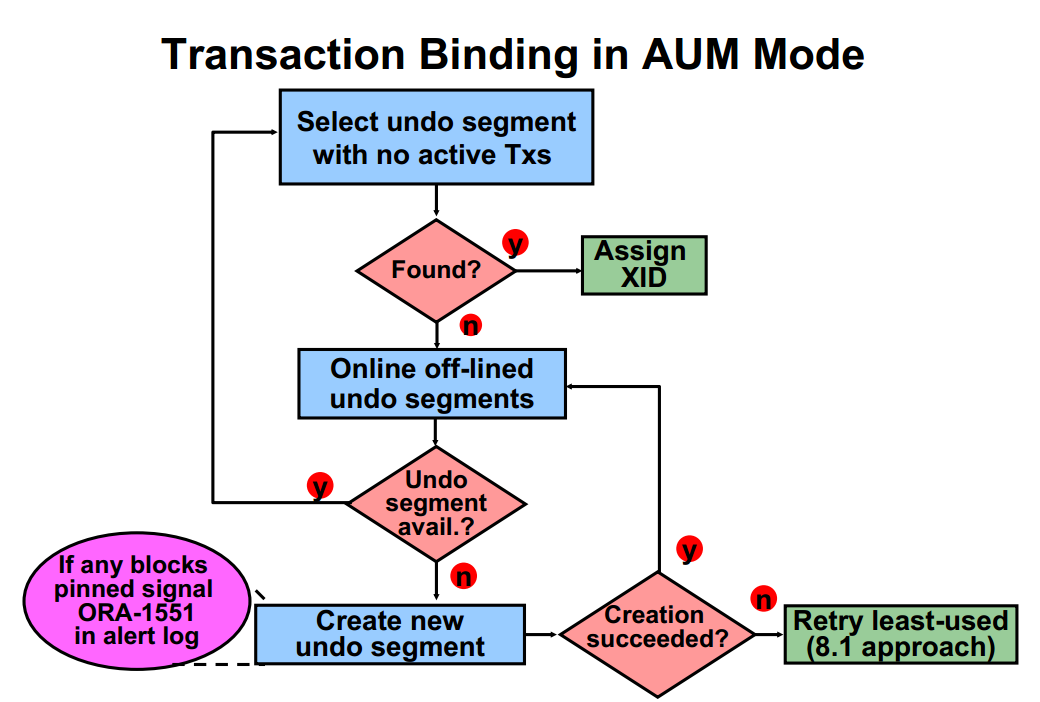 Transaction Binding in AUM Mode
Select undo segment
with no active Txs
y
Found?
Assign
XID
n
Online off-lined
undo segments
y
Undo
segment
avail.?
n
If any blocks
pinned signal
ORA-1551
in alert log
Create new
undo segment
y
Creation
succeeded?
n
Retry least-used
(8.1 approach)